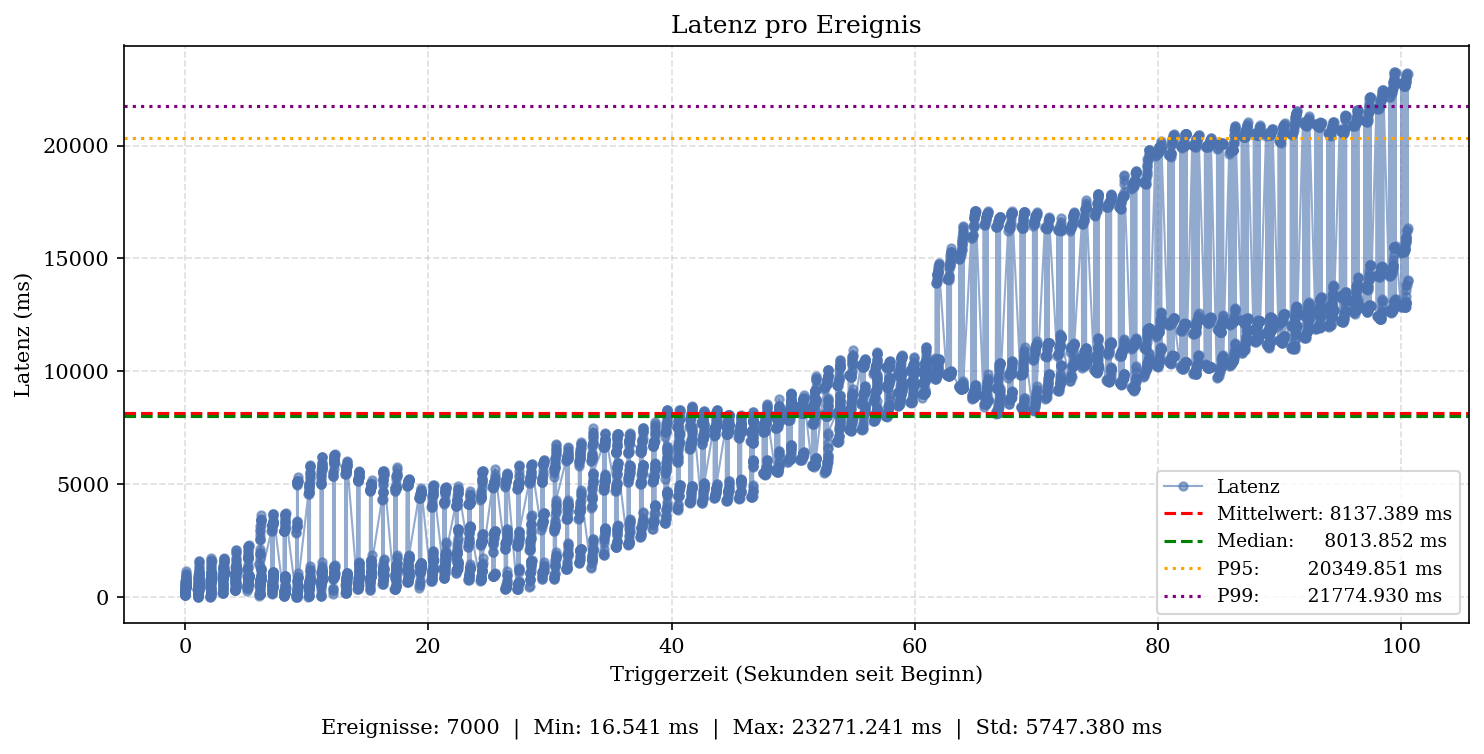 Latenz pro Ereignis
Latenz (ms)
20000
15000
10000
5000
0
0 20 40 60 80 100
Triggerzeit (Sekunden seit Beginn)
Latenz
Mittelwert: 8137.389 ms
Median: 8013.852 ms
P95: 20349.851 ms
P99: 21774.930 ms
Ereignisse: 7000 | Min: 16.541 ms | Max: 23271.241 ms | Std: 5747.380 ms